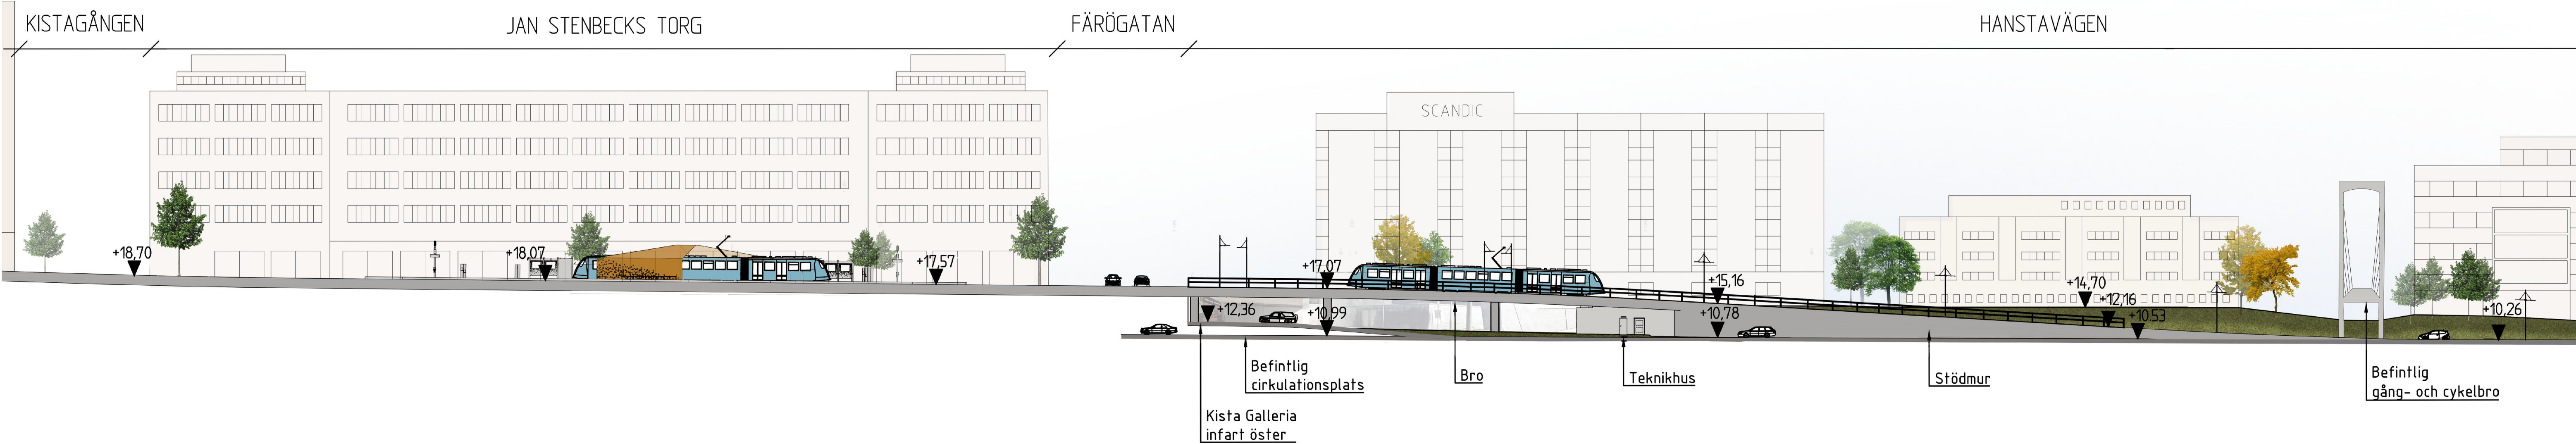 KISTAGÅNGEN
JAN STENBECKS TORG
FÄRÖGATAN
HANSTAVÄGEN
SCANDIC
+18,70
+18,07
+17,57
+17,07
+15,16
+14,70
+12,16
+10,53
+10,26
+12,36
+10,99
+10,78
Befintlig
cirkulationsplats
Kista Galleria
infart öster
Bro
Teknikhus
Stödmur
Befintlig
gång- och cykelbro